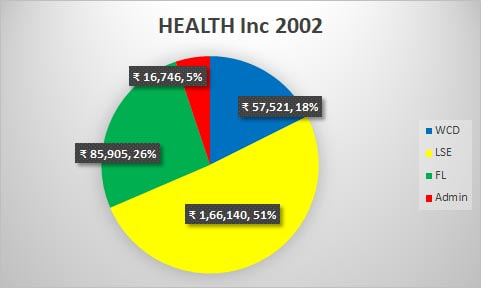 HEALTH Inc 2002
₹ 16,746, 5%
₹ 57,521, 18%
₹ 85,905, 26%
₹ 1,66,140, 51%
WCD
LSE
FL
Admin